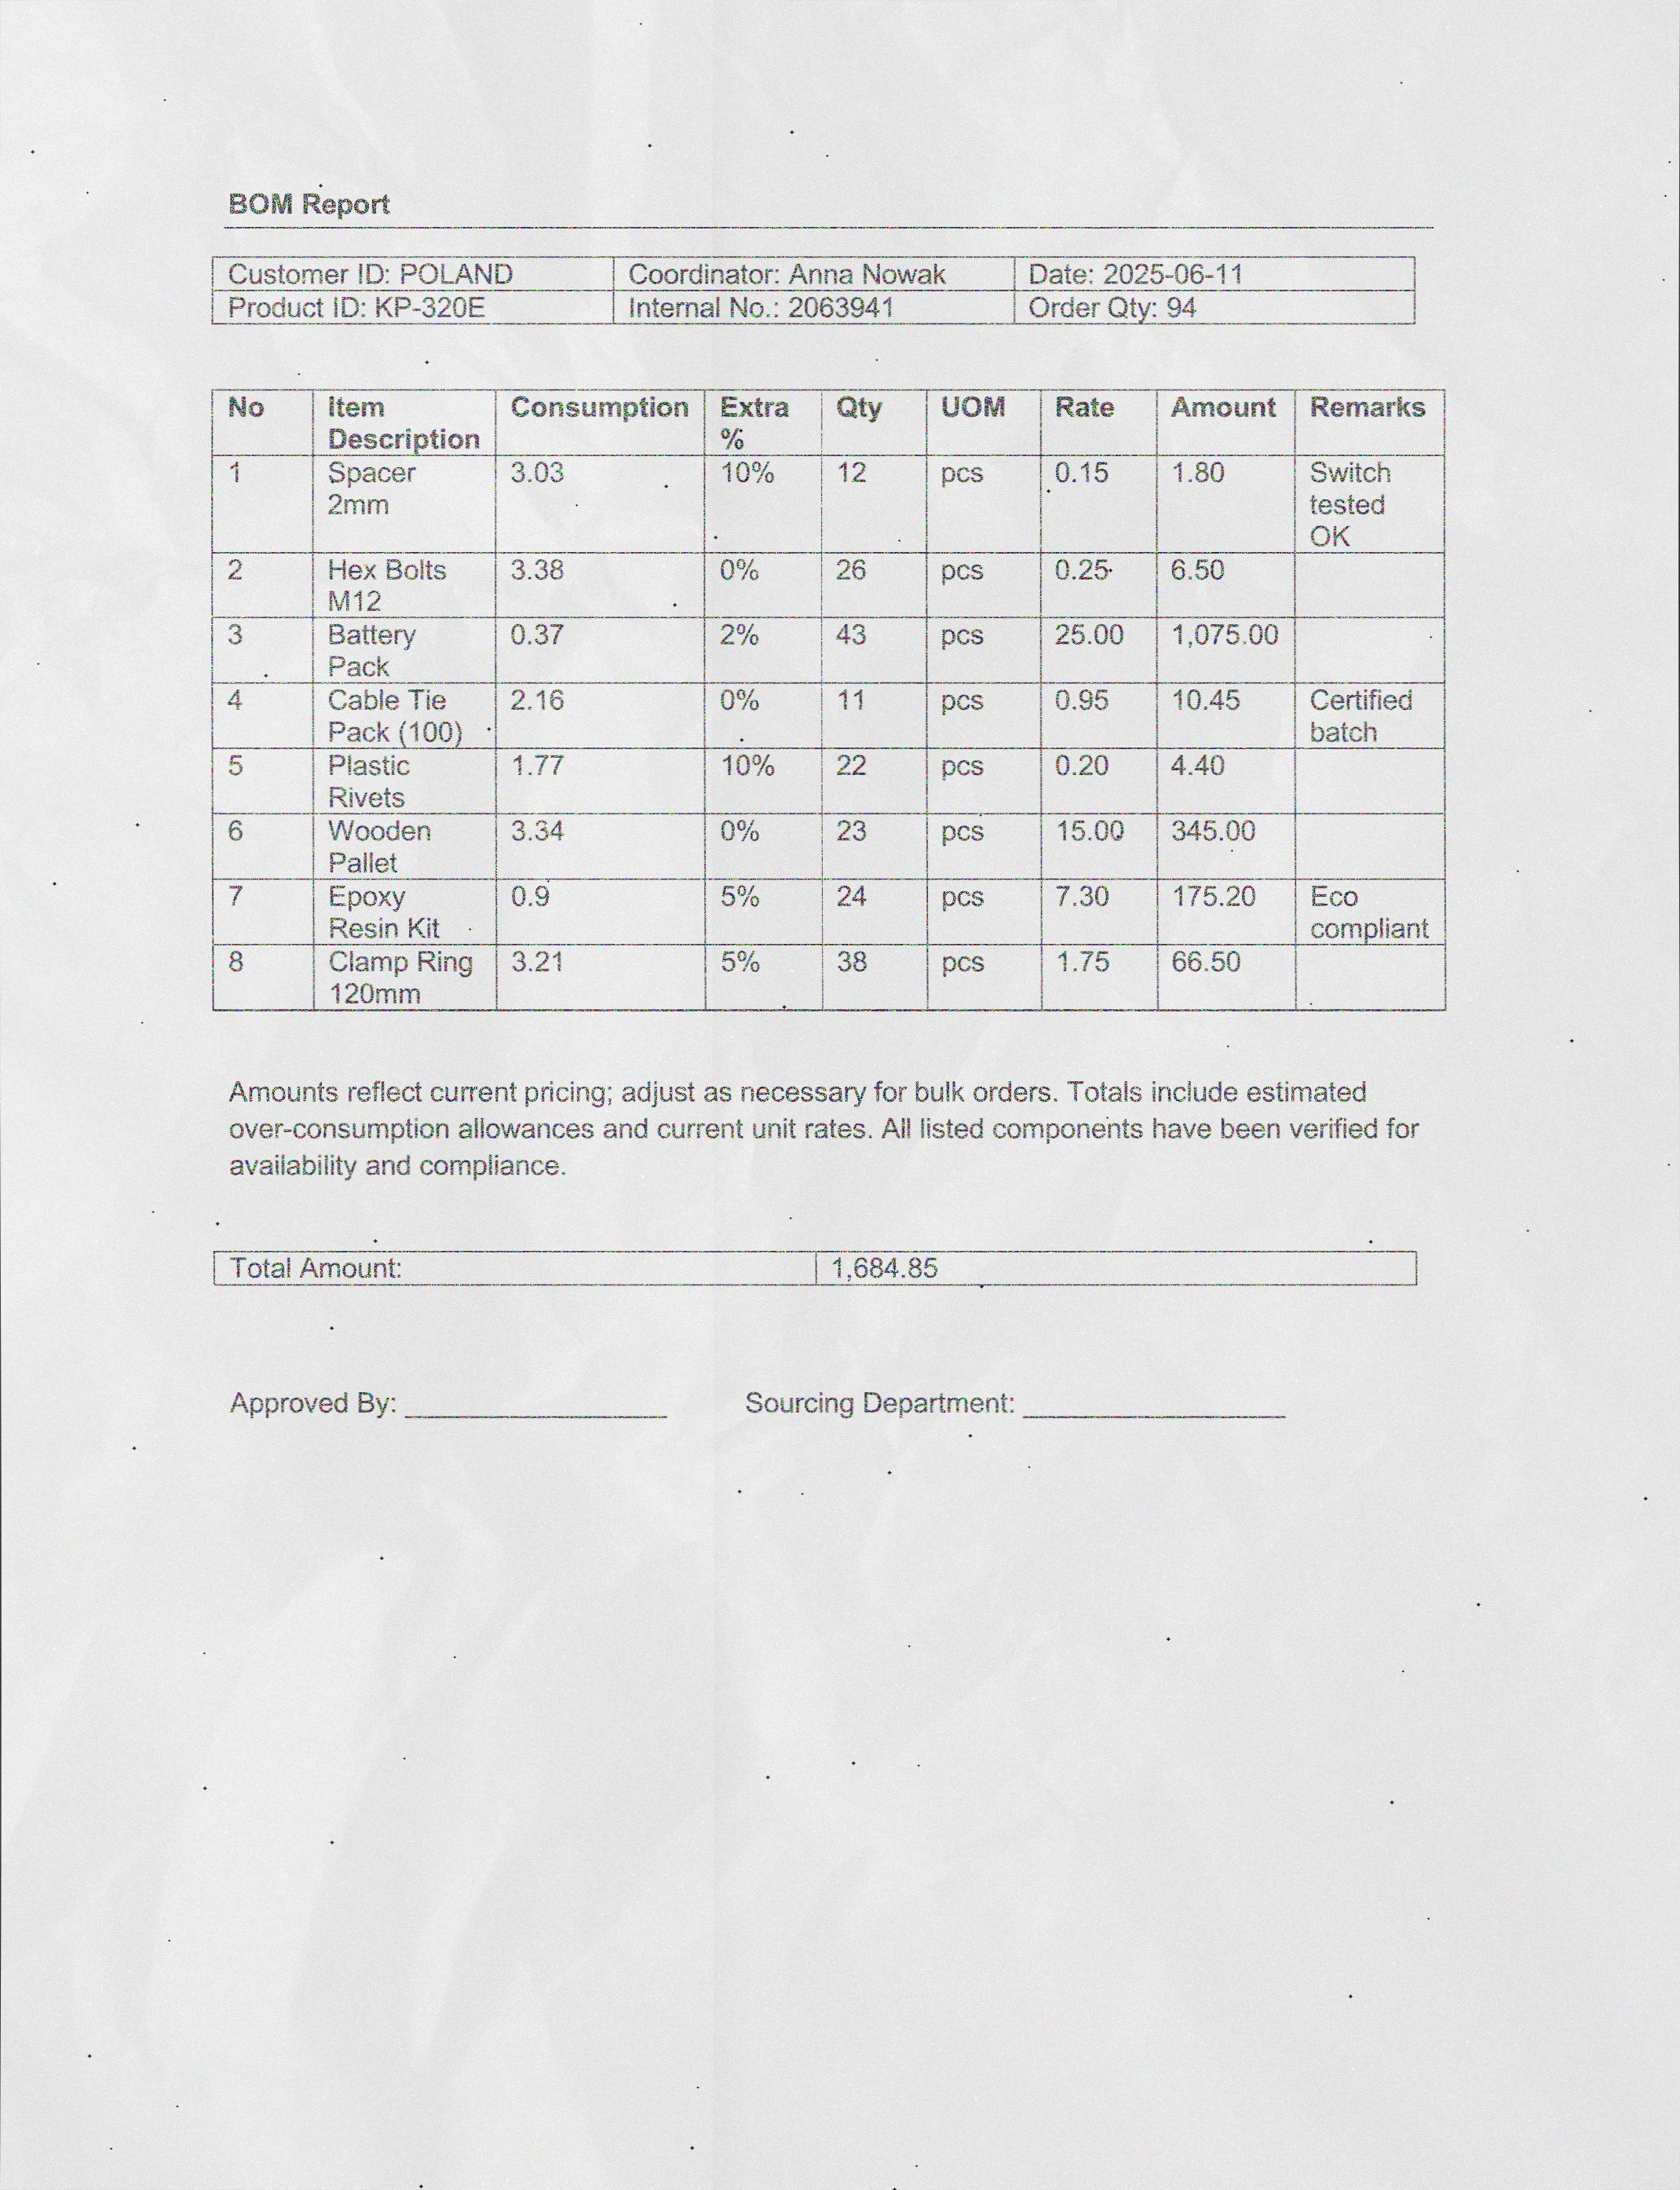 BOM Report
Customer ID: POLAND Coordinator: Anna Nowak Date: 2025-06-11
Product ID: KP-320E Internal No.: 2063941 Order Qty: 94
No Item Consumption Extra Qty UOM Rate Amount Remarks
Description %
1 Spacer 3.03 10% 12 pcs 0.15 1.80 Switch
2mm tested
OK
2 Hex Bolts 3.38 0% 26 pcs 0.25 6.50
M12
3 Battery 0.37 2% 43 pcs 25.00 1,075.00
Pack
4 Cable Tie 2.16 0% 11 pcs 0.95 10.45 Certified
Pack (100) batch
5 Plastic 1.77 10% 22 pcs 0.20 4.40
Rivets
6 Wooden 3.34 0% 23 pcs 15.00 345.00
Pallet
7 Epoxy 0.9 5% 24 pcs 7.30 175.20 Eco
Resin Kit compliant
8 Clamp Ring 3.21 5% 38 pcs 1.75 66.50
120mm
Amounts reflect current pricing; adjust as necessary for bulk orders. Totals include estimated
over-consumption allowances and current unit rates. All listed components have been verified for
availability and compliance.
Total Amount: 1,684.85
Approved By: ___________________ Sourcing Department: ___________________